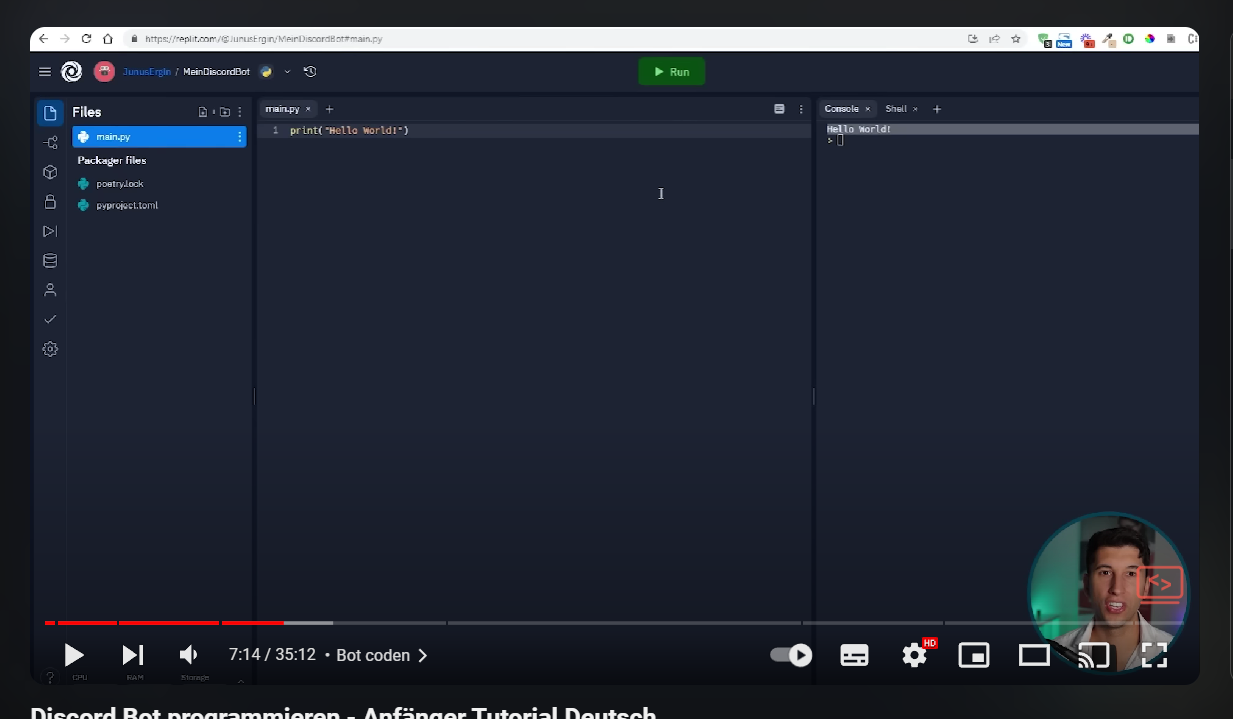 https://replit.com/@JunusErgin/MeinDiscordBot#main.py
JunusErgin / MeinDiscordBot
Run
Files
main.py
Packager files
poetry.lock
pyproject.toml
main.py × +
1 print("Hello World!")
Console × Shell × +
Hello World!
>
New
<>
7:14 / 35:12 • Bot coden
HD
? CPU RAM Storage
Discord Bot programmieren - Anfänger Tutorial Deutsch